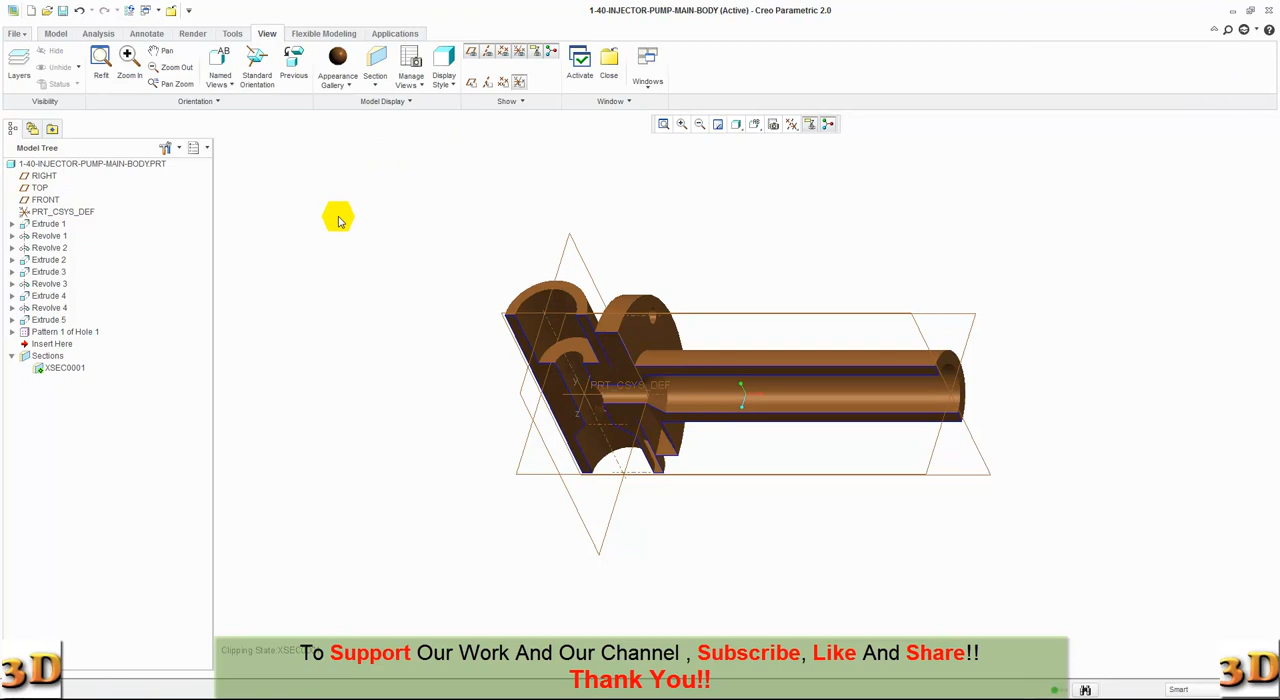 1-40-INJECTOR-PUMP-MAIN-BODY (Active) - Creo Parametric 2.0
File Model Analysis Annotate Render Tools View Flexible Modeling Applications
Hide
Unhide
Status
Layers
Refit
Zoom In
Pan
Zoom Out
Pan Zoom
Named Views
Standard Orientation
Previous
Appearance Gallery
Section
Manage Views
Display Style
Activate
Close
Windows
Visibility Orientation Model Display Show Window
Model Tree
1-40-INJECTOR-PUMP-MAIN-BODY.PRT
RIGHT
TOP
FRONT
PRT_CSYS_DEF
Extrude 1
Revolve 1
Revolve 2
Extrude 2
Extrude 3
Revolve 3
Extrude 4
Revolve 4
Extrude 5
Pattern 1 of Hole 1
Insert Here
Sections
XSEC0001
PRT_CSYS_DEF
y
z
Clipping State
To Support Our Work And Our Channel , Subscribe, Like And Share!!
Thank You!!
3D
3D
Smart